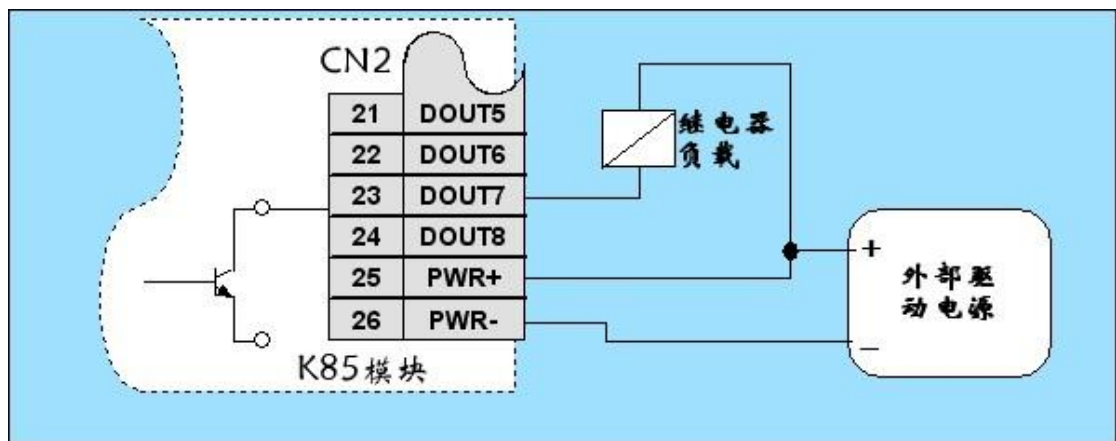 CN2
21 DOUT5
22 DOUT6
23 DOUT7
24 DOUT8
25 PWR+
26 PWR-
K85模块
继电器
负载
+
外部驱
动电源
—